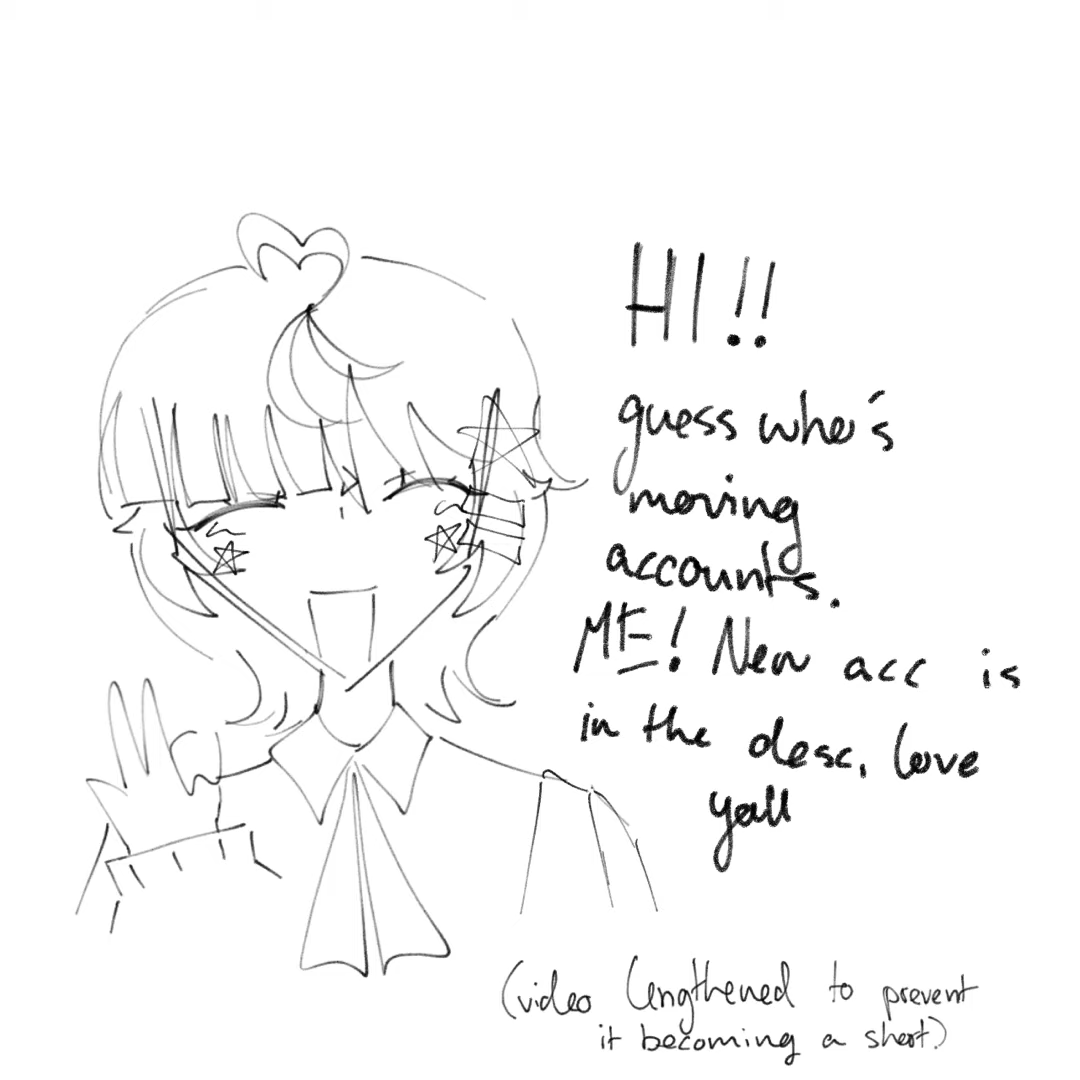 HI!!
guess who's
moving
accounts.
ME! New acc is
in the desc, love
yall
(video lengthened to prevent
it becoming a short)